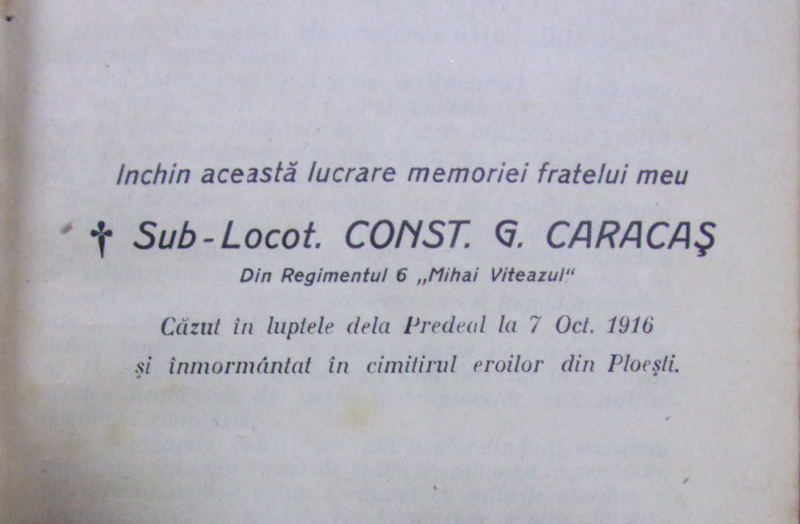 Inchin această lucrare memoriei fratelui meu
† Sub-Locot. CONST. G. CARACAȘ
Din Regimentul 6 „Mihai Viteazul“
Căzut în luptele dela Predeal la 7 Oct. 1916
și înmormântat în cimitirul eroilor din Ploești.